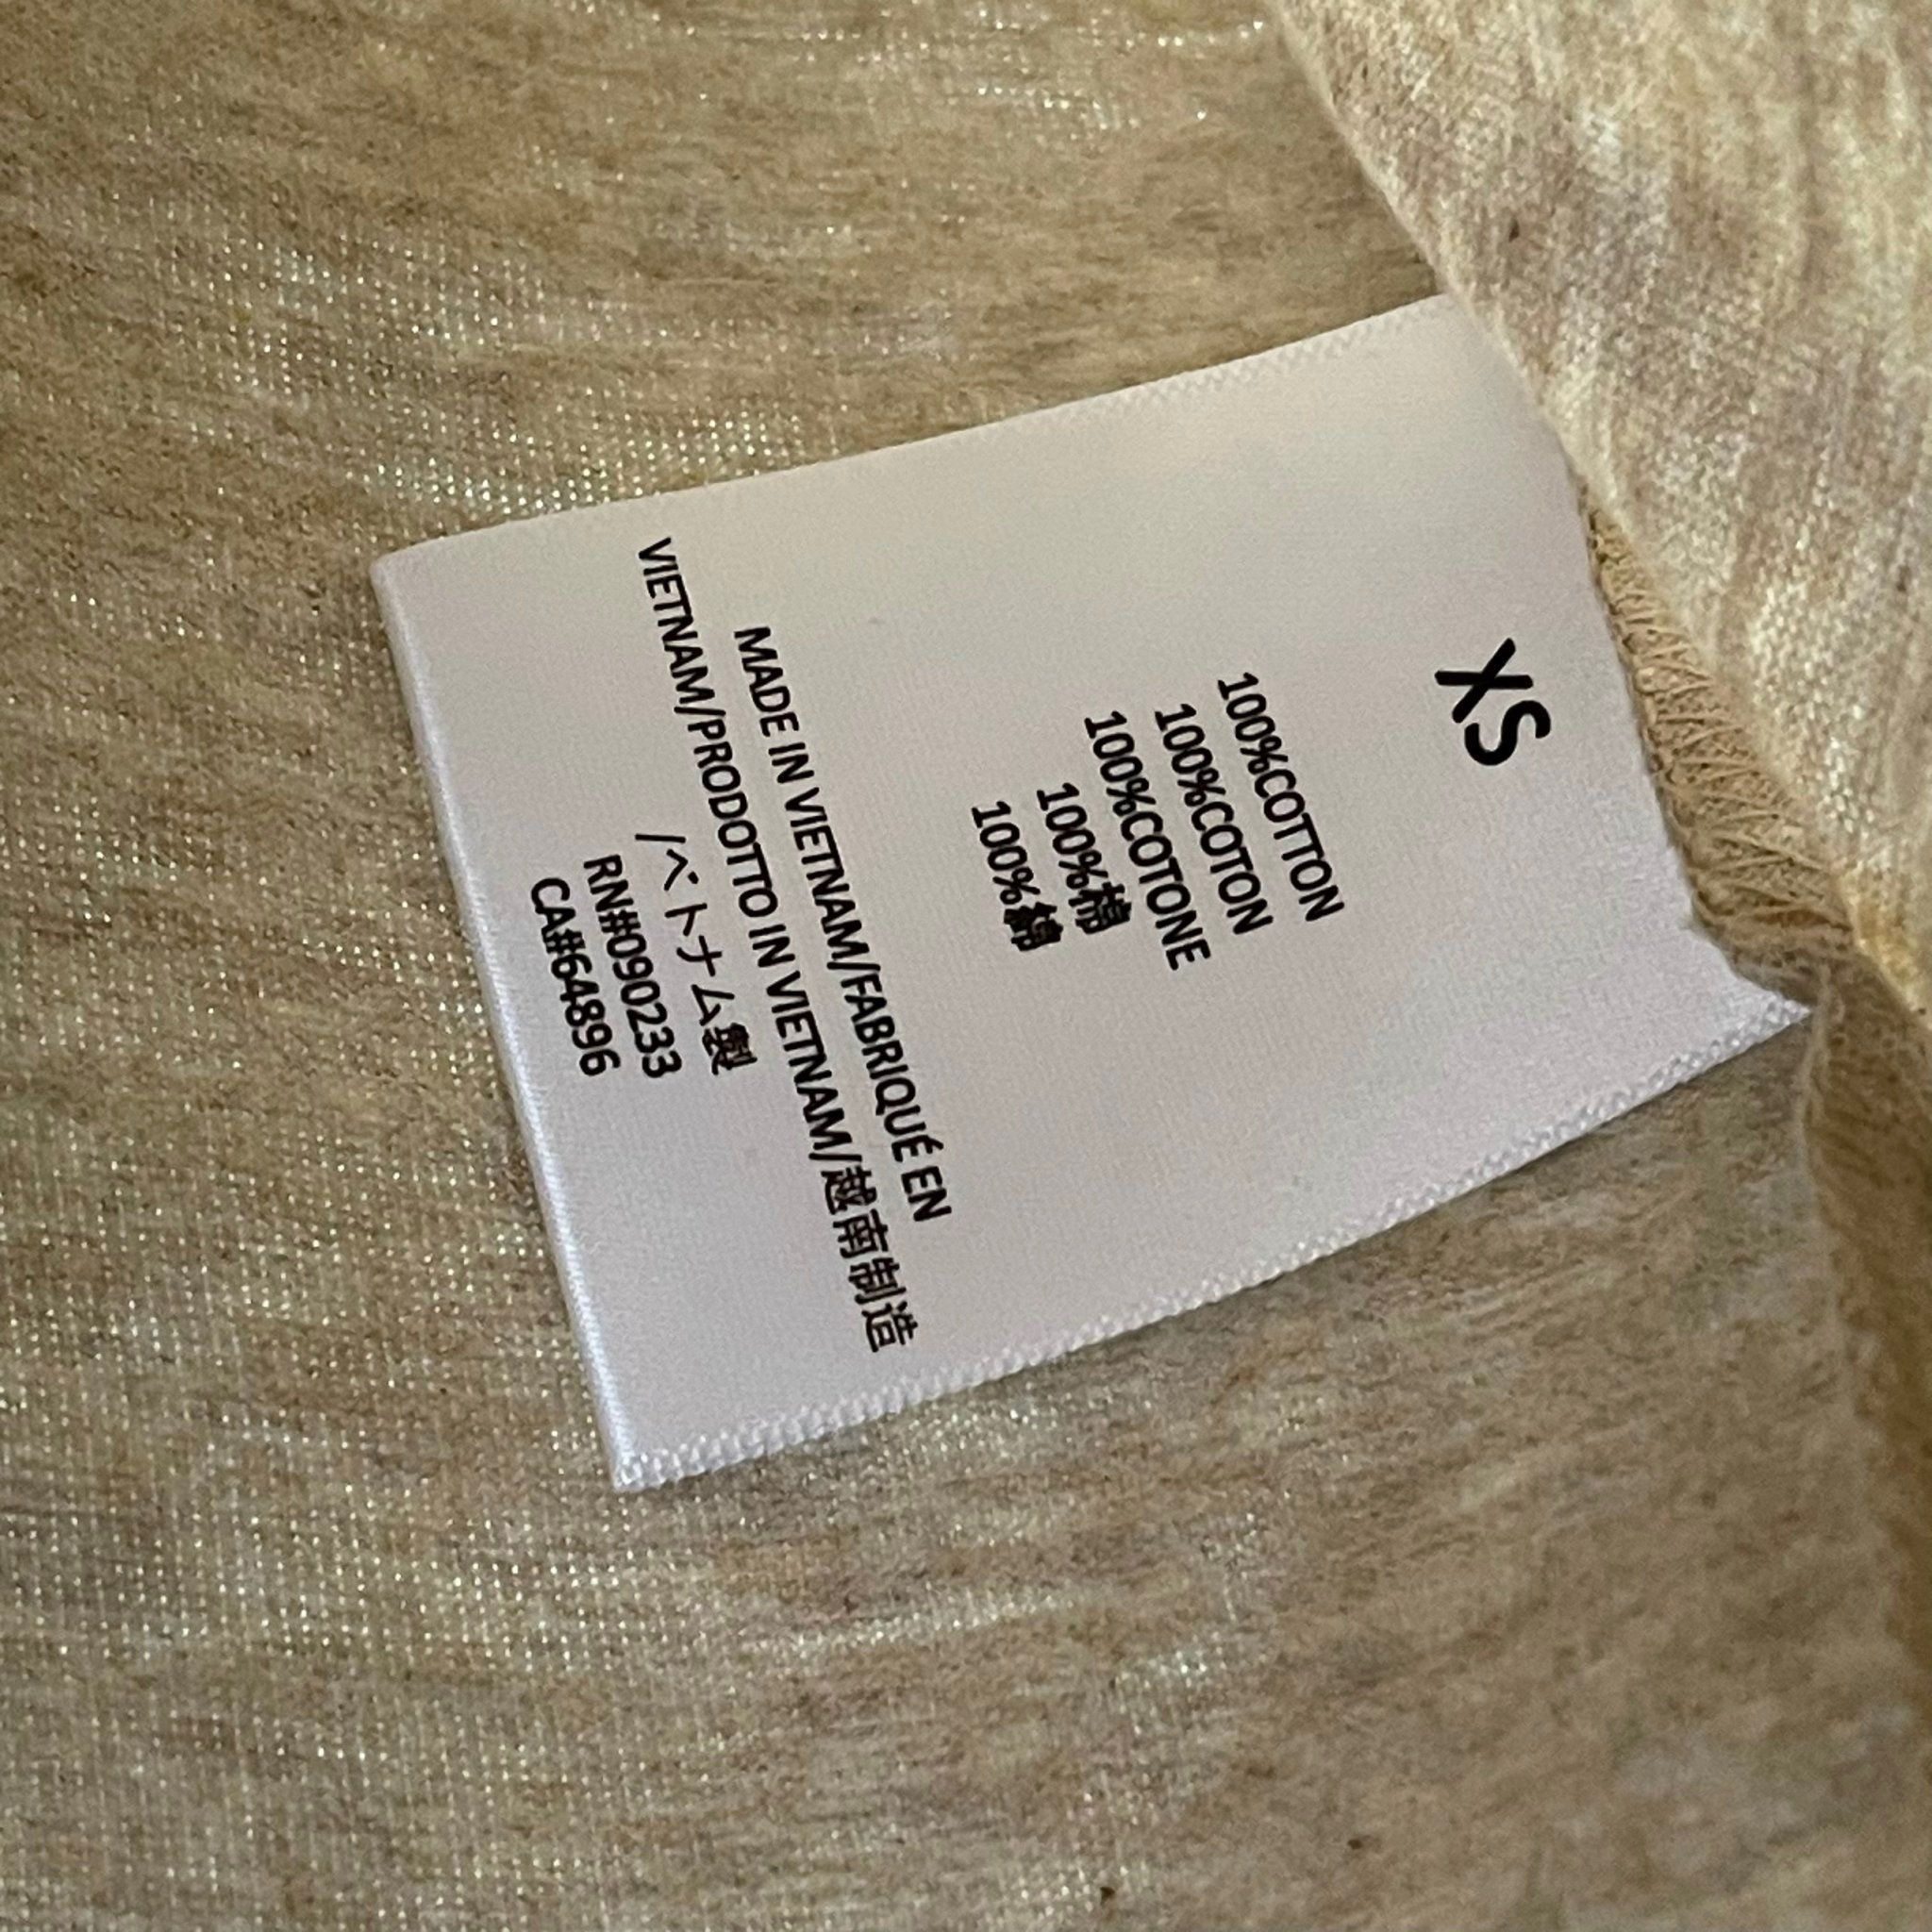 XS
100%COTTON
100%COTON
100%COTONE
100%棉
100%綿
MADE IN VIETNAM/FABRIQUÉ EN
VIETNAM/PRODOTTO IN VIETNAM/越南制造
/ベトナム製
RN#090233
CA#64896